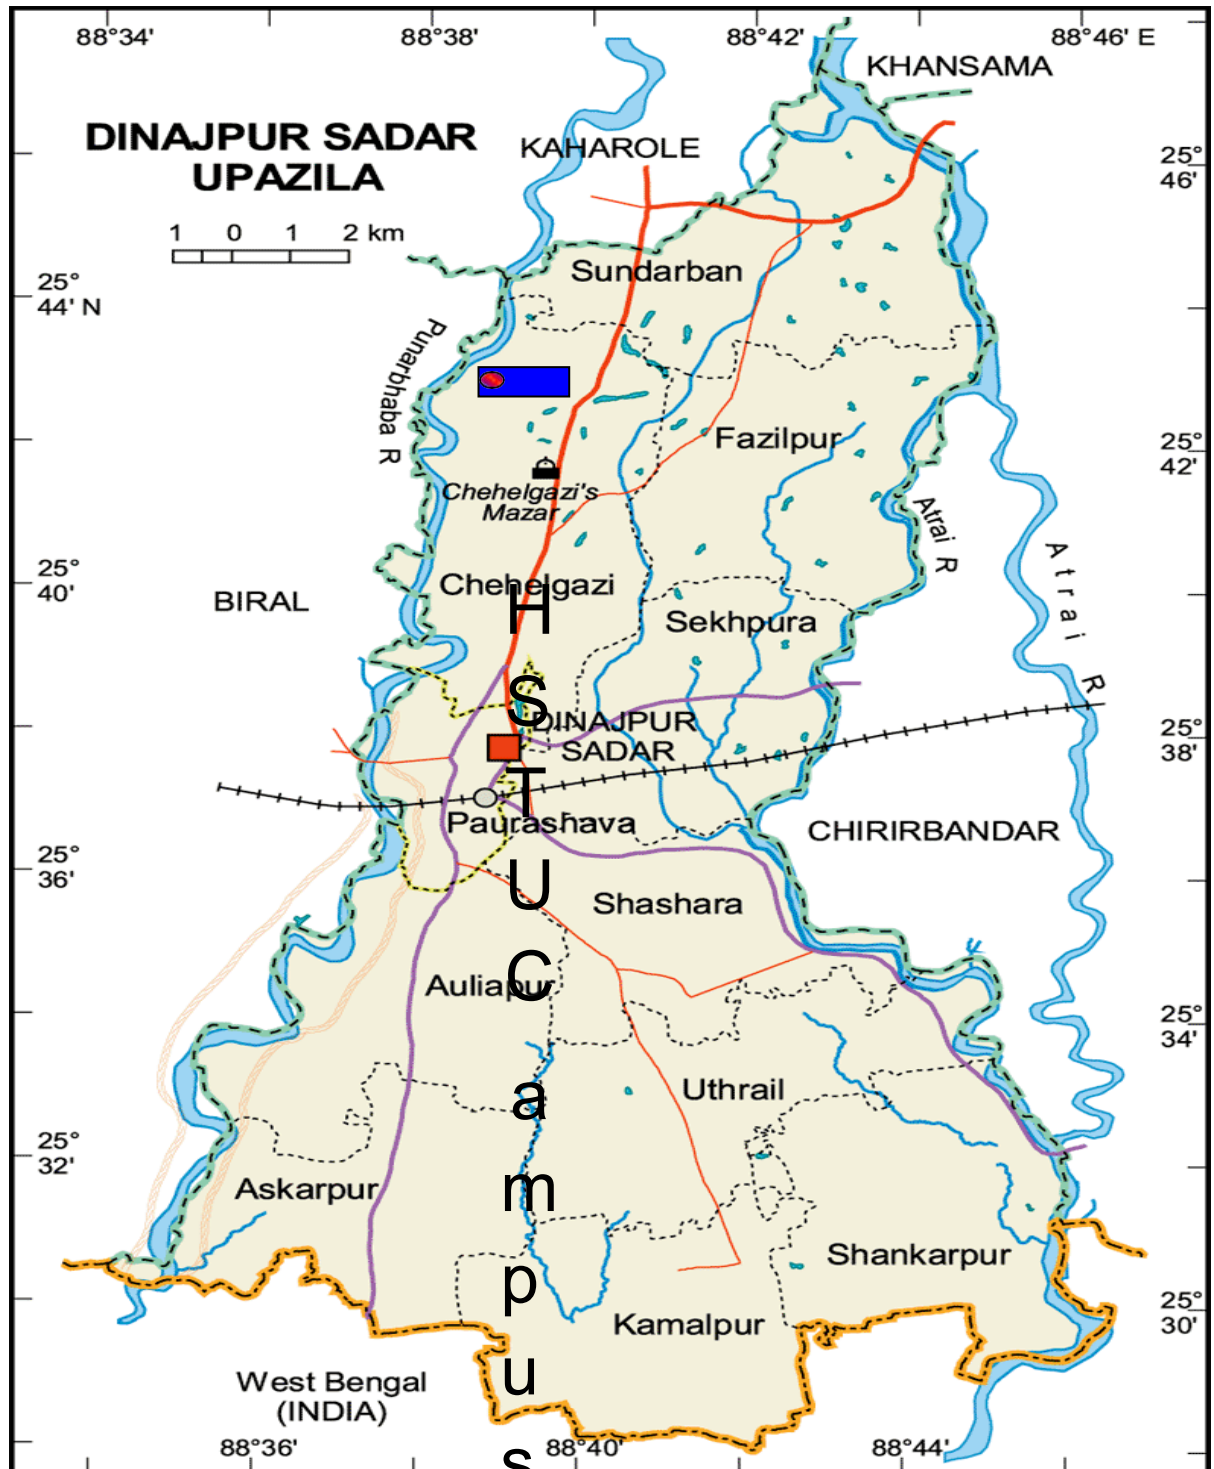 88°34'
88°38'
88°42'
88°46' E
KHANSAMA
DINAJPUR SADAR
UPAZILA
KAHAROLE
25°
46'
1 0 1 2 km
Sundarban
25°
44' N
Punarbhaba R
Fazilpur
25°
42'
Chehelgazi's
Mazar
Atrai R
Atrai R
25°
40'
Chehelgazi
BIRAL
Sekhpura
DINAJPUR
SADAR
25°
38'
Paurashava
CHIRIRBANDAR
25°
36'
Shashara
Auliapur
25°
34'
Uthrail
25°
32'
Askarpur
Shankarpur
25°
30'
Kamalpur
West Bengal
(INDIA)
88°36'
88°40'
88°44'
H
S
T
U
C
a
m
p
u
s